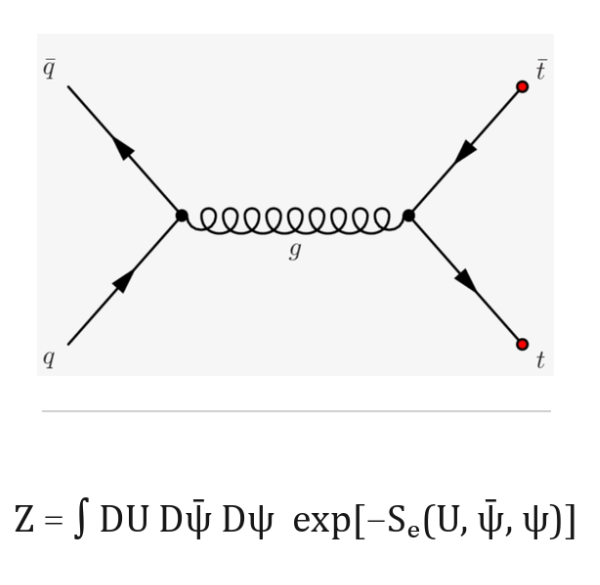 q̄ t̄
g
q t
Z = ∫ DU Dψ̄ Dψ exp[−Sₑ(U, ψ̄, ψ)]